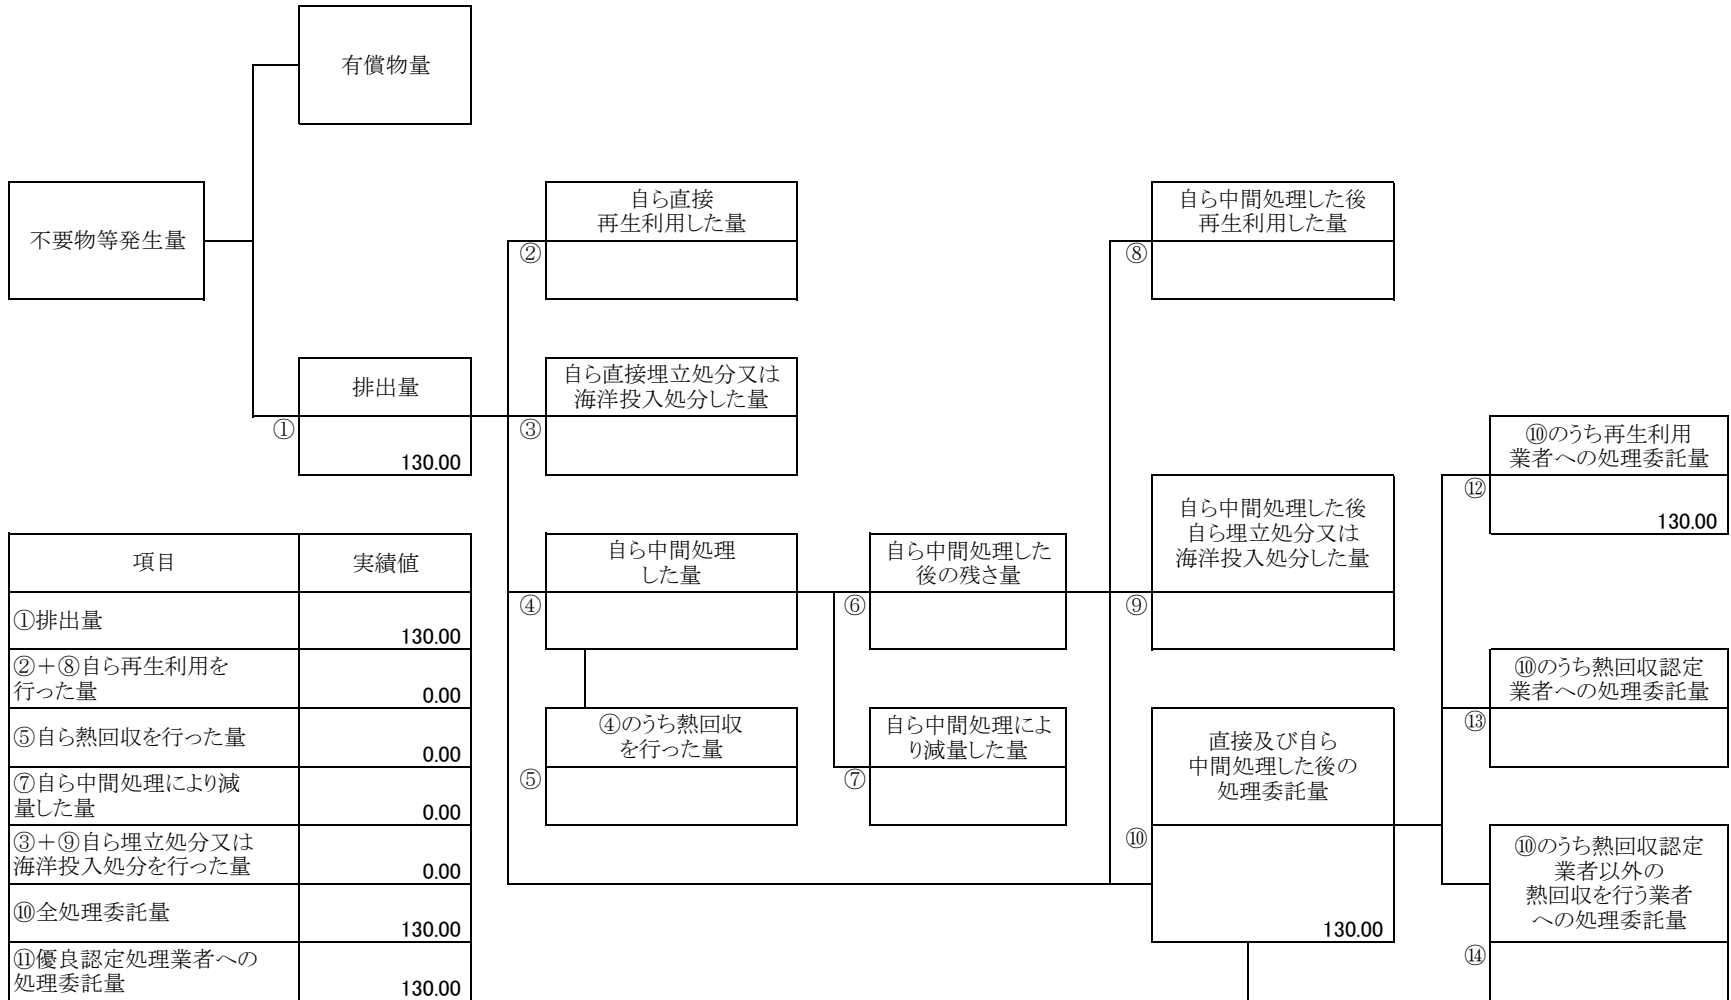 有償物量
不要物等発生量
自ら直接
再生利用した量
②
自ら中間処理した後
再生利用した量
⑧
排出量
①
130.00
自ら直接埋立処分又は
海洋投入処分した量
③
⑩のうち再生利用
業者への処理委託量
⑫
130.00
自ら中間処理
した量
④
自ら中間処理した
後の残さ量
⑥
自ら中間処理した後
自ら埋立処分又は
海洋投入処分した量
⑨
⑩のうち熱回収認定
業者への処理委託量
⑬
④のうち熱回収
を行った量
⑤
自ら中間処理によ
り減量した量
⑦
直接及び自ら
中間処理した後の
処理委託量
⑩
130.00
⑩のうち熱回収認定
業者以外の
熱回収を行う業者
への処理委託量
⑭
項目
実績値
①排出量
130.00
②+⑧自ら再生利用を
行った量
0.00
⑤自ら熱回収を行った量
0.00
⑦自ら中間処理により減
量した量
0.00
③+⑨自ら埋立処分又は
海洋投入処分を行った量
0.00
⑩全処理委託量
130.00
⑪優良認定処理業者への
処理委託量
130.00